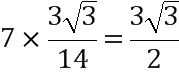 7 × 3√3/14 = 3√3/2